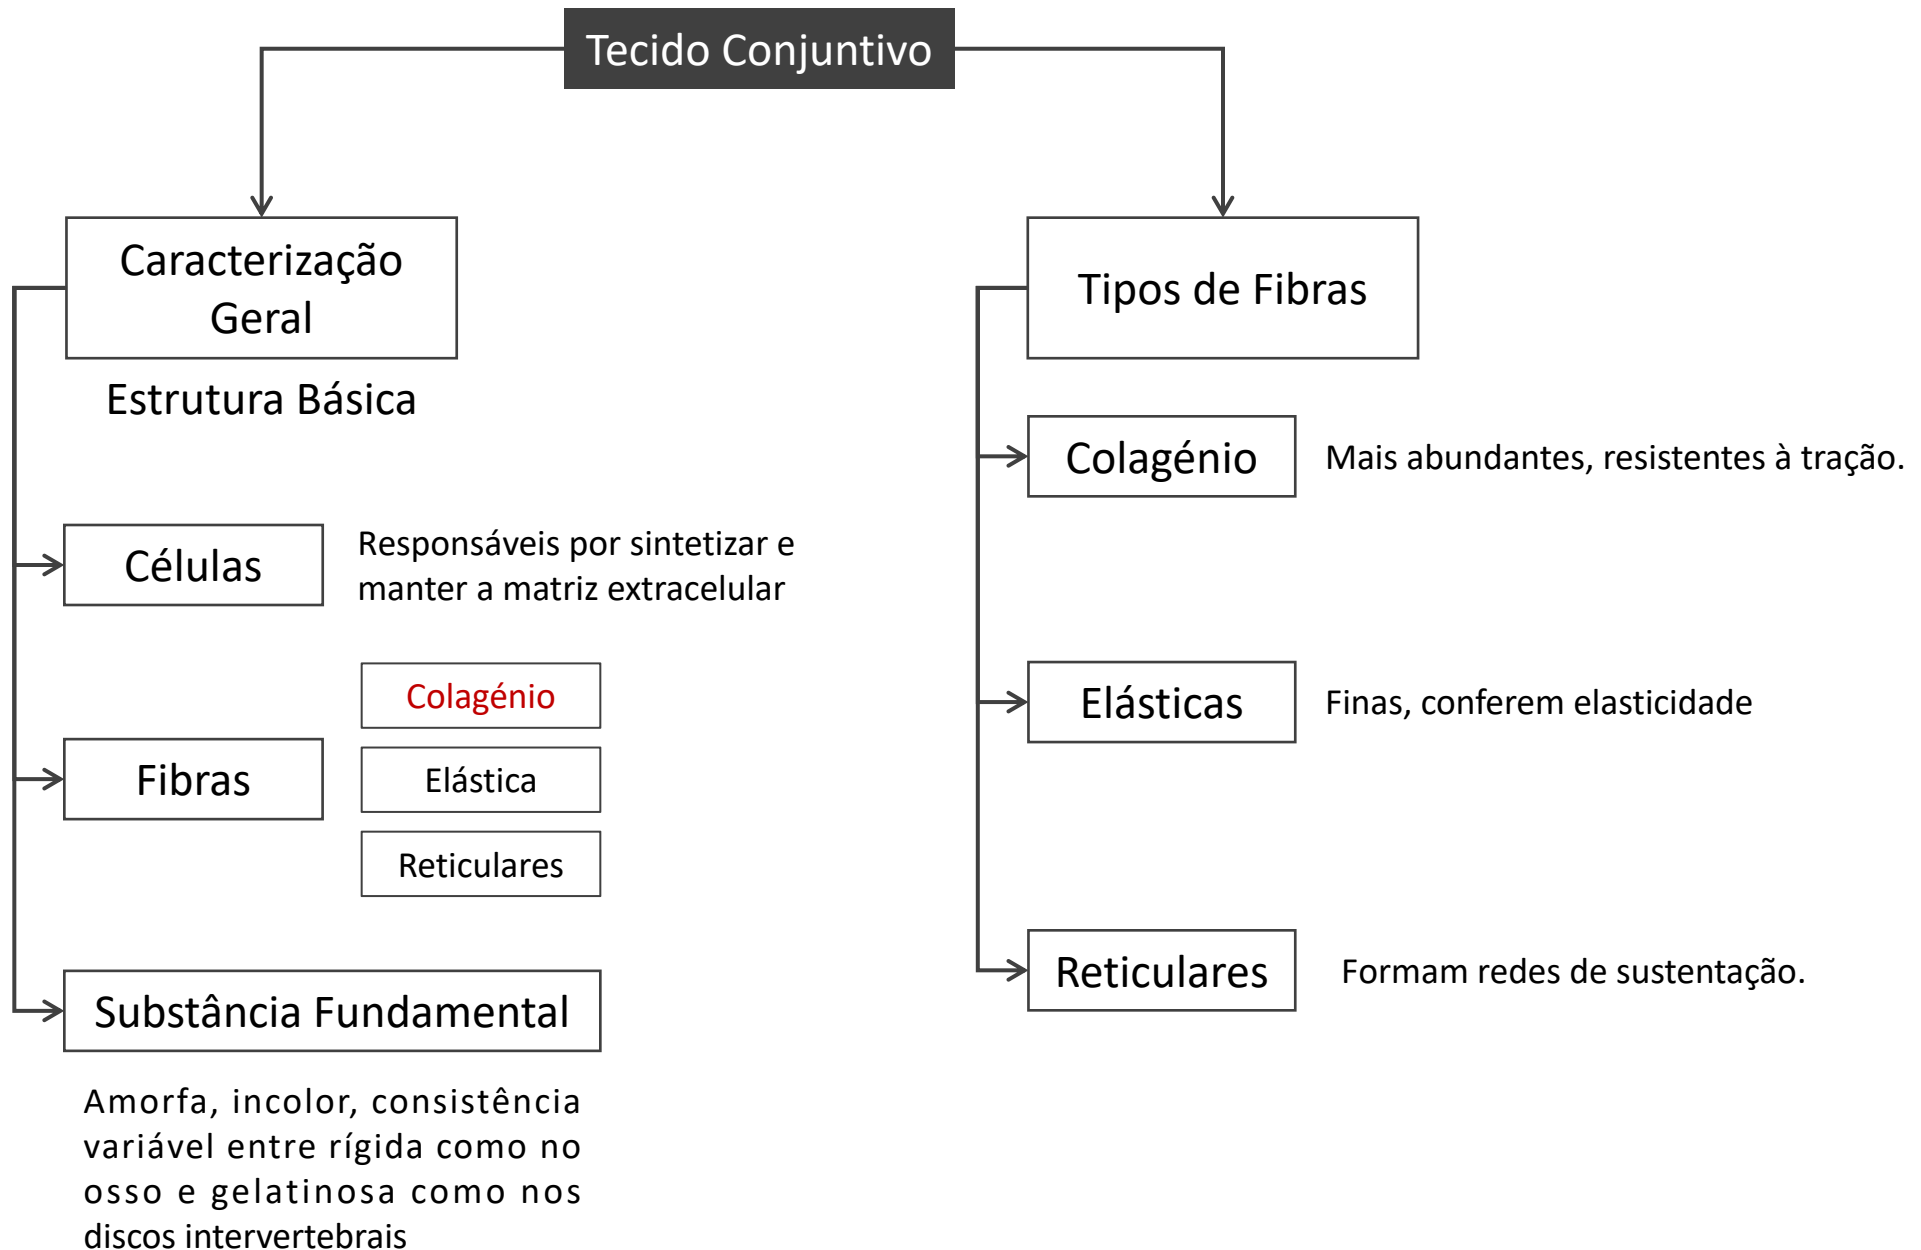 Tecido Conjuntivo
Caracterização
Geral
Estrutura Básica
Células
Responsáveis por sintetizar e
manter a matriz extracelular
Fibras
Colagénio
Elástica
Reticulares
Substância Fundamental
Amorfa, incolor, consistência
variável entre rígida como no
osso e gelatinosa como nos
discos intervertebrais
Tipos de Fibras
Colagénio
Mais abundantes, resistentes à tração.
Elásticas
Finas, conferem elasticidade
Reticulares
Formam redes de sustentação.